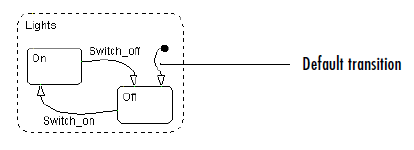 Lights
Switch_off
On
Default transition
Off
Switch_on